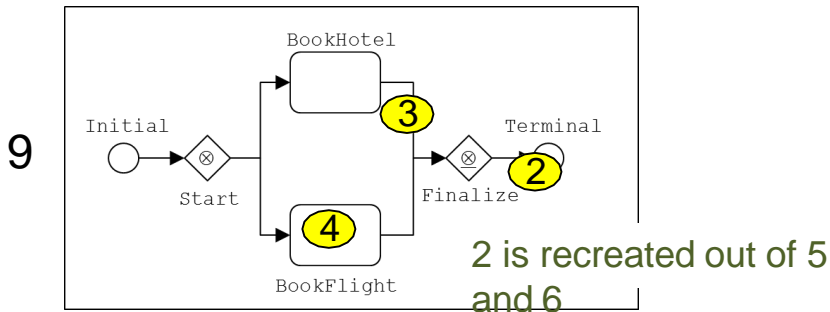 BookHotel
3
9
Initial
Terminal
2
Start
Finalize
4
BookFlight
2 is recreated out of 5
and 6